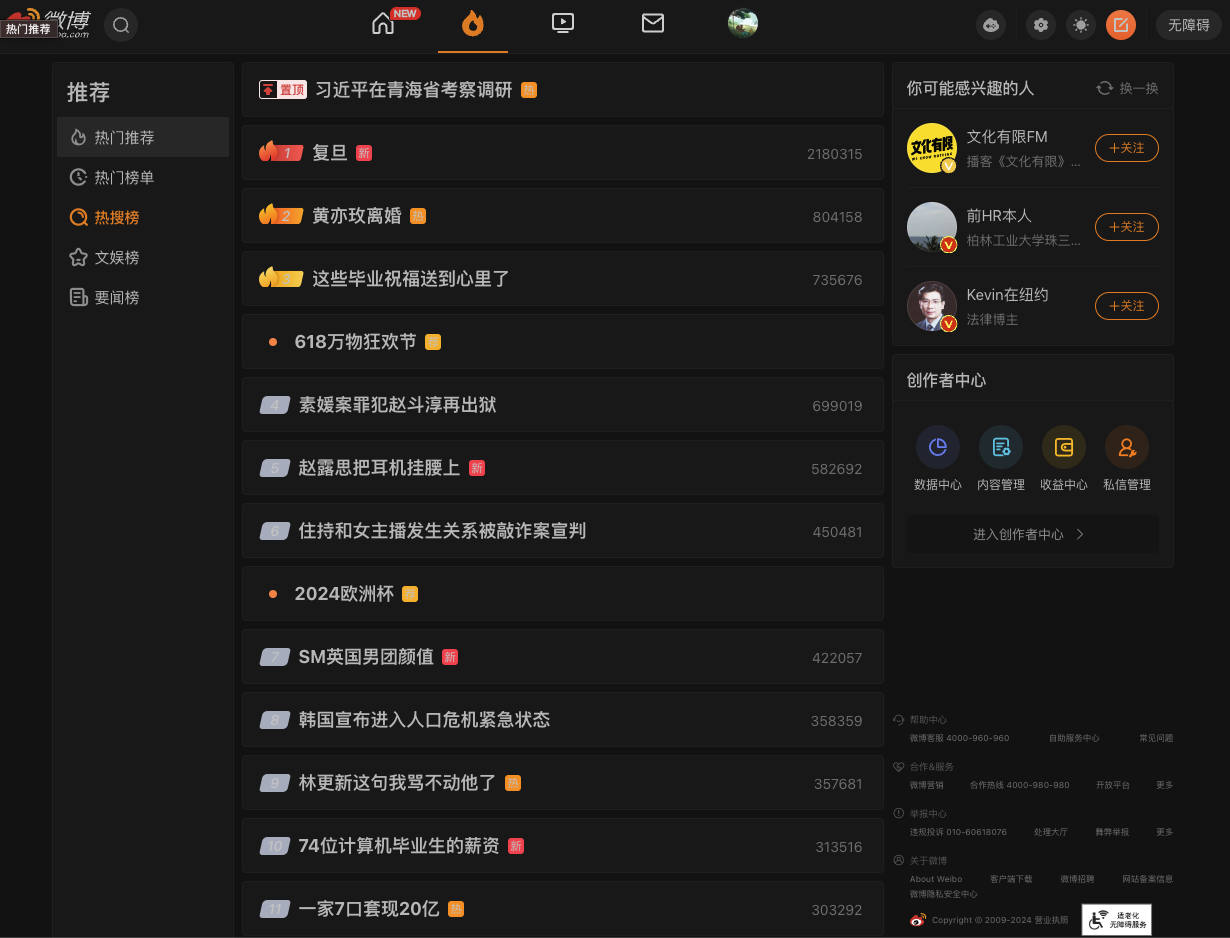 微博
热门推荐
NEW
无障碍
推荐
热门推荐
热门榜单
热搜榜
文娱榜
要闻榜
置顶 习近平在青海省考察调研 热
1 复旦 新 2180315
2 黄亦玫离婚 热 804158
3 这些毕业祝福送到心里了 735676
618万物狂欢节 荐
4 素媛案罪犯赵斗淳再出狱 699019
5 赵露思把耳机挂腰上 新 582692
6 住持和女主播发生关系被敲诈案宣判 450481
2024欧洲杯 荐
7 SM英国男团颜值 新 422057
8 韩国宣布进入人口危机紧急状态 358359
9 林更新这句我骂不动他了 热 357681
10 74位计算机毕业生的薪资 新 313516
11 一家7口套现20亿 热 303292
你可能感兴趣的人 换一换
文化有限
文化有限FM
播客《文化有限》...
+关注
前HR本人
柏林工业大学珠三...
+关注
Kevin在纽约
法律博主
+关注
创作者中心
数据中心 内容管理 收益中心 私信管理
进入创作者中心
帮助中心
微博客服 4000-960-960 自助服务中心 常见问题
合作&服务
微博营销 合作热线 4000-980-980 开放平台 更多
举报中心
违规投诉 010-60618076 处理大厅 舞弊举报 更多
关于微博
About Weibo 客户端下载 微博招聘 网站备案信息
微博隐私安全中心
Copyright © 2009-2024 营业执照
适老化
无障碍服务